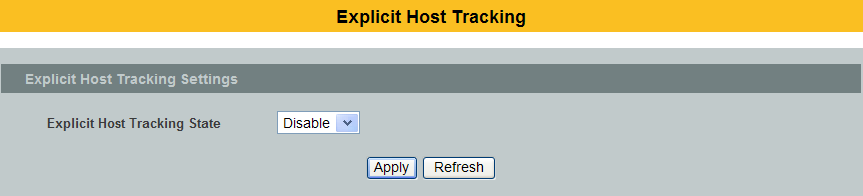 Explicit Host Tracking
Explicit Host Tracking Settings
Explicit Host Tracking State Disable
Apply Refresh